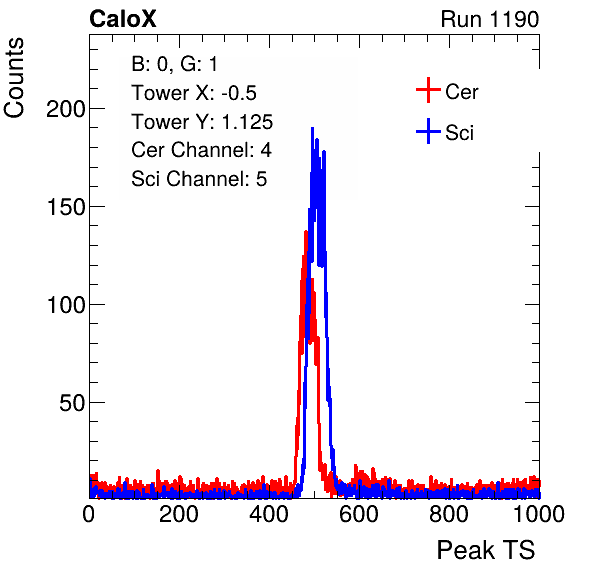 CaloX Run 1190
Counts
B: 0, G: 1
Tower X: -0.5
Tower Y: 1.125
Cer Channel: 4
Sci Channel: 5
Cer
Sci
200
150
100
50
0 200 400 600 800 1000
Peak TS